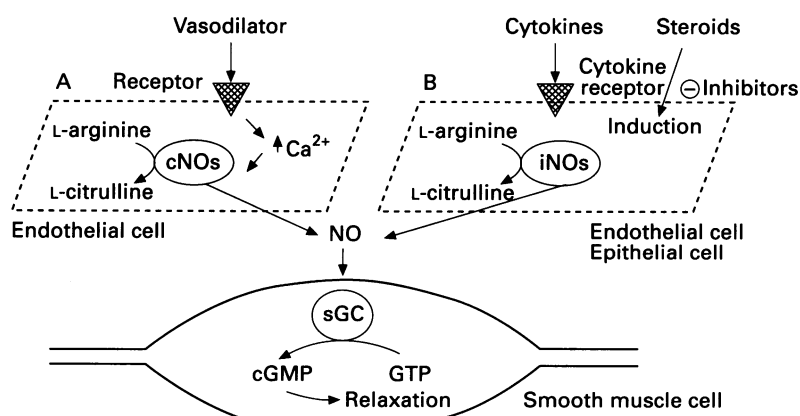 Vasodilator
Cytokines
Steroids
A
Receptor
B
Cytokine
receptor
⊖ Inhibitors
L-arginine
cNOs
Ca2+
L-citrulline
L-arginine
iNOs
Induction
L-citrulline
Endothelial cell
NO
Endothelial cell
Epithelial cell
sGC
cGMP
GTP
Relaxation
Smooth muscle cell